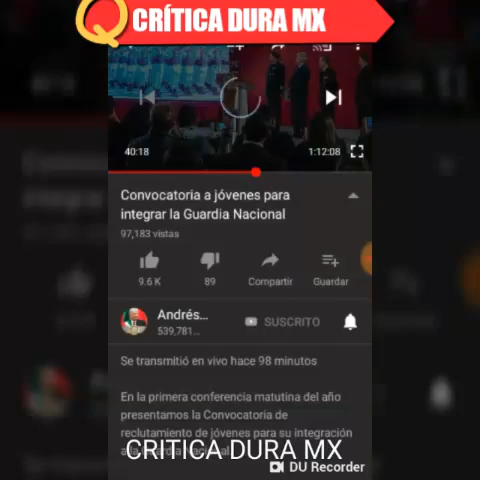 CRÍTICA DURA MX
40:18
1:12:08
Convocatoria a jóvenes para
integrar la Guardia Nacional
97,183 vistas
9.6 K
89
Compartir
Guardar
Andrés...
539,781...
SUSCRITO
Se transmitió en vivo hace 98 minutos
En la primera conferencia matutina del año
presentamos la Convocatoria de
reclutamiento de jóvenes para su integración
CRITICA DURA MX
DU Recorder